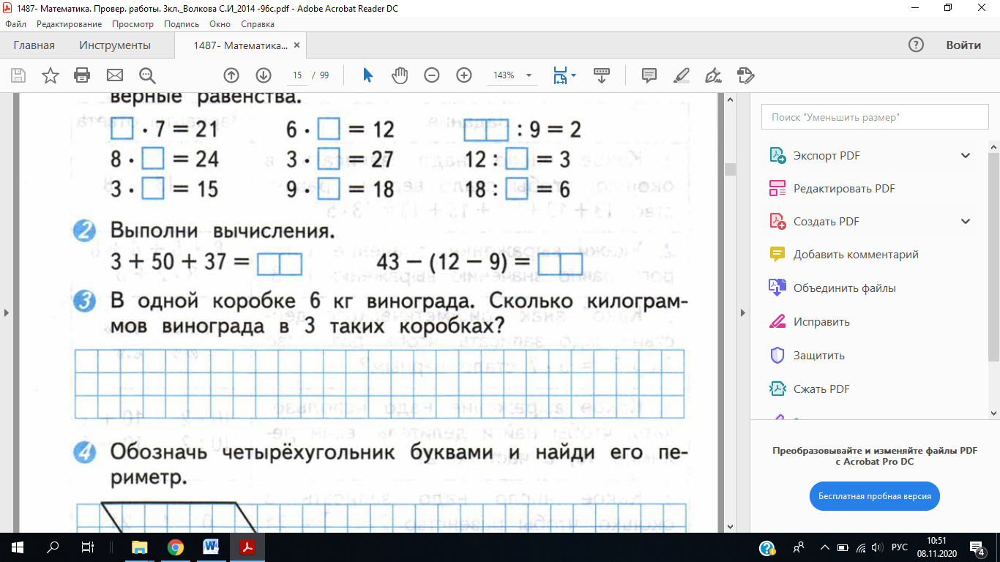 1487- Математика. Провер. работы. 3кл._Волкова С.И_2014 -96с.pdf - Adobe Acrobat Reader DC
Файл Редактирование Просмотр Подпись Окно Справка
Главная Инструменты 1487- Математика... × Войти
15 / 99 143%
верные равенства.
□ · 7 = 21 6 · □ = 12 □□ : 9 = 2
8 · □ = 24 3 · □ = 27 12 : □ = 3
3 · □ = 15 9 · □ = 18 18 : □ = 6
2 Выполни вычисления.
3 + 50 + 37 = □□ 43 − (12 − 9) = □□
3 В одной коробке 6 кг винограда. Сколько килограм-
мов винограда в 3 таких коробках?
4 Обозначь четырёхугольник буквами и найди его пе-
риметр.
Поиск "Уменьшить размер"
Экспорт PDF
Редактировать PDF
Создать PDF
Добавить комментарий
Объединить файлы
Исправить
Защитить
Сжать PDF
Преобразовывайте и изменяйте файлы PDF
с Acrobat Pro DC
Бесплатная пробная версия
РУС
10:51
08.11.2020
4